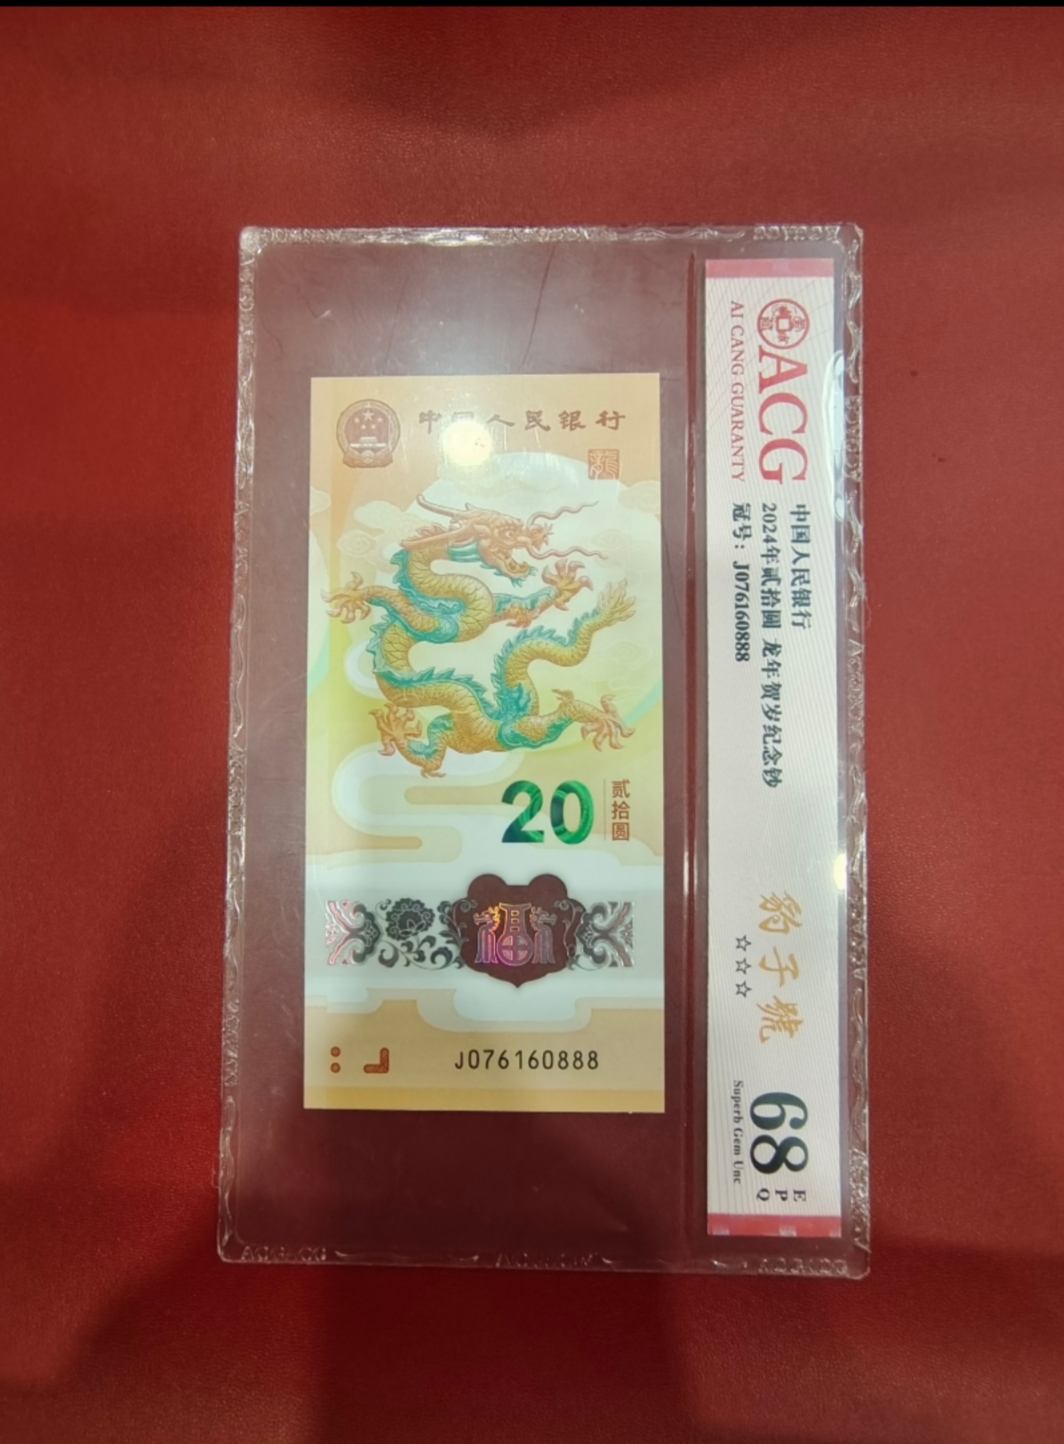 中国人民银行
龍
20
贰拾圆
福
J076160888
ACG
AI CANG GUARANTY
中国人民银行
2024年贰拾圆 龙年贺岁纪念钞
冠号：J076160888
豹子號
☆☆☆
68
EPQ
Superb Gem Unc